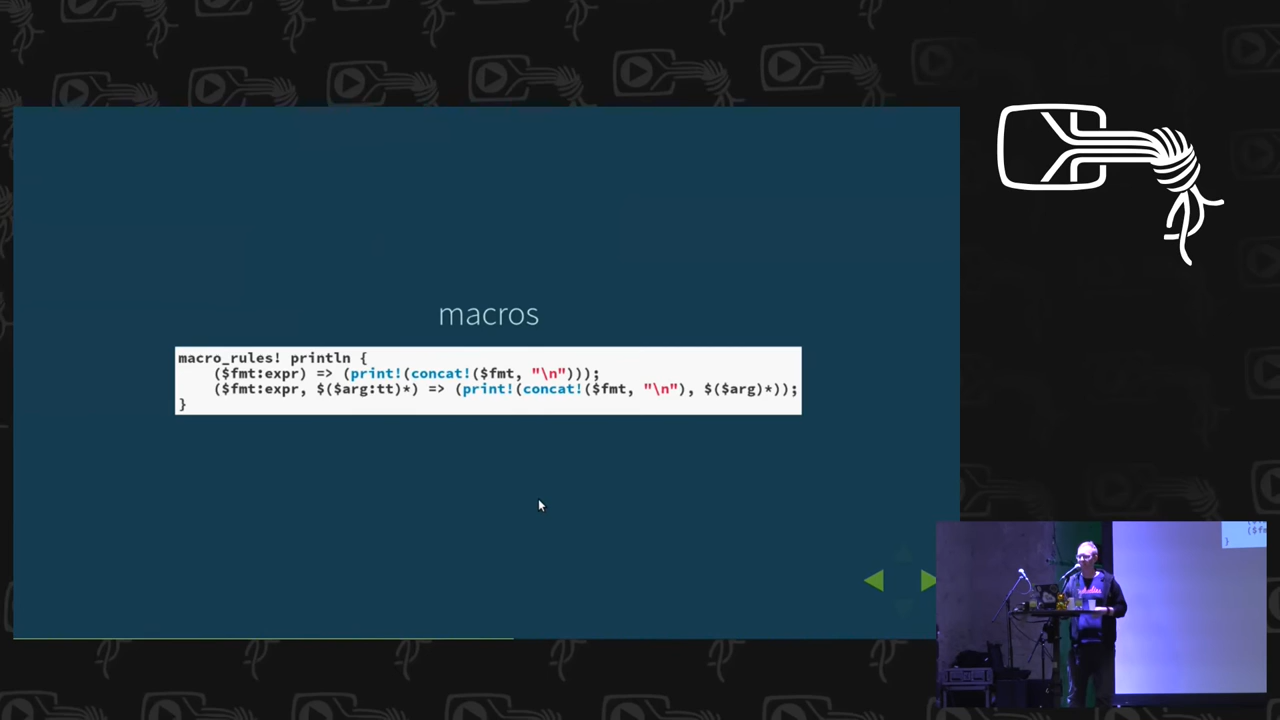 macros
macro_rules! println {
    ($fmt:expr) => (print!(concat!($fmt, "\n")));
    ($fmt:expr, $($arg:tt)*) => (print!(concat!($fmt, "\n"), $($arg)*));
}